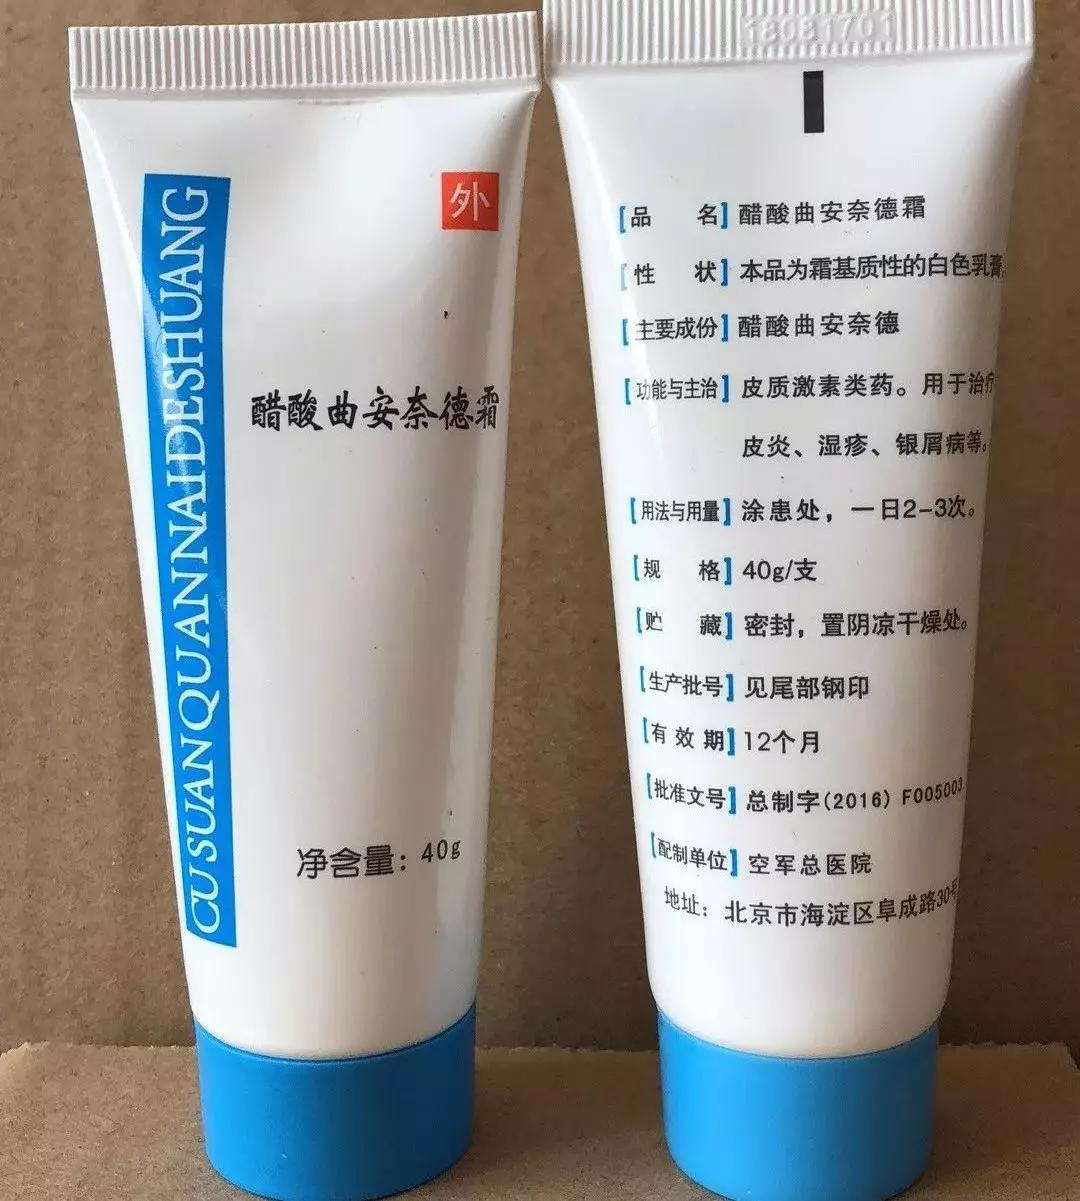 外
CUSUANQUANNAIDESHUANG
醋酸曲安奈德霜
净含量：40g
18031701
【品 名】醋酸曲安奈德霜
【性 状】本品为霜基质性的白色乳膏
【主要成份】醋酸曲安奈德
【功能与主治】皮质激素类药。用于治疗
皮炎、湿疹、银屑病等。
【用法与用量】涂患处，一日2-3次。
【规 格】40g/支
【贮 藏】密封，置阴凉干燥处。
【生产批号】见尾部钢印
【有效期】12个月
【批准文号】总制字(2016) F005003
【配制单位】空军总医院
地址：北京市海淀区阜成路30号